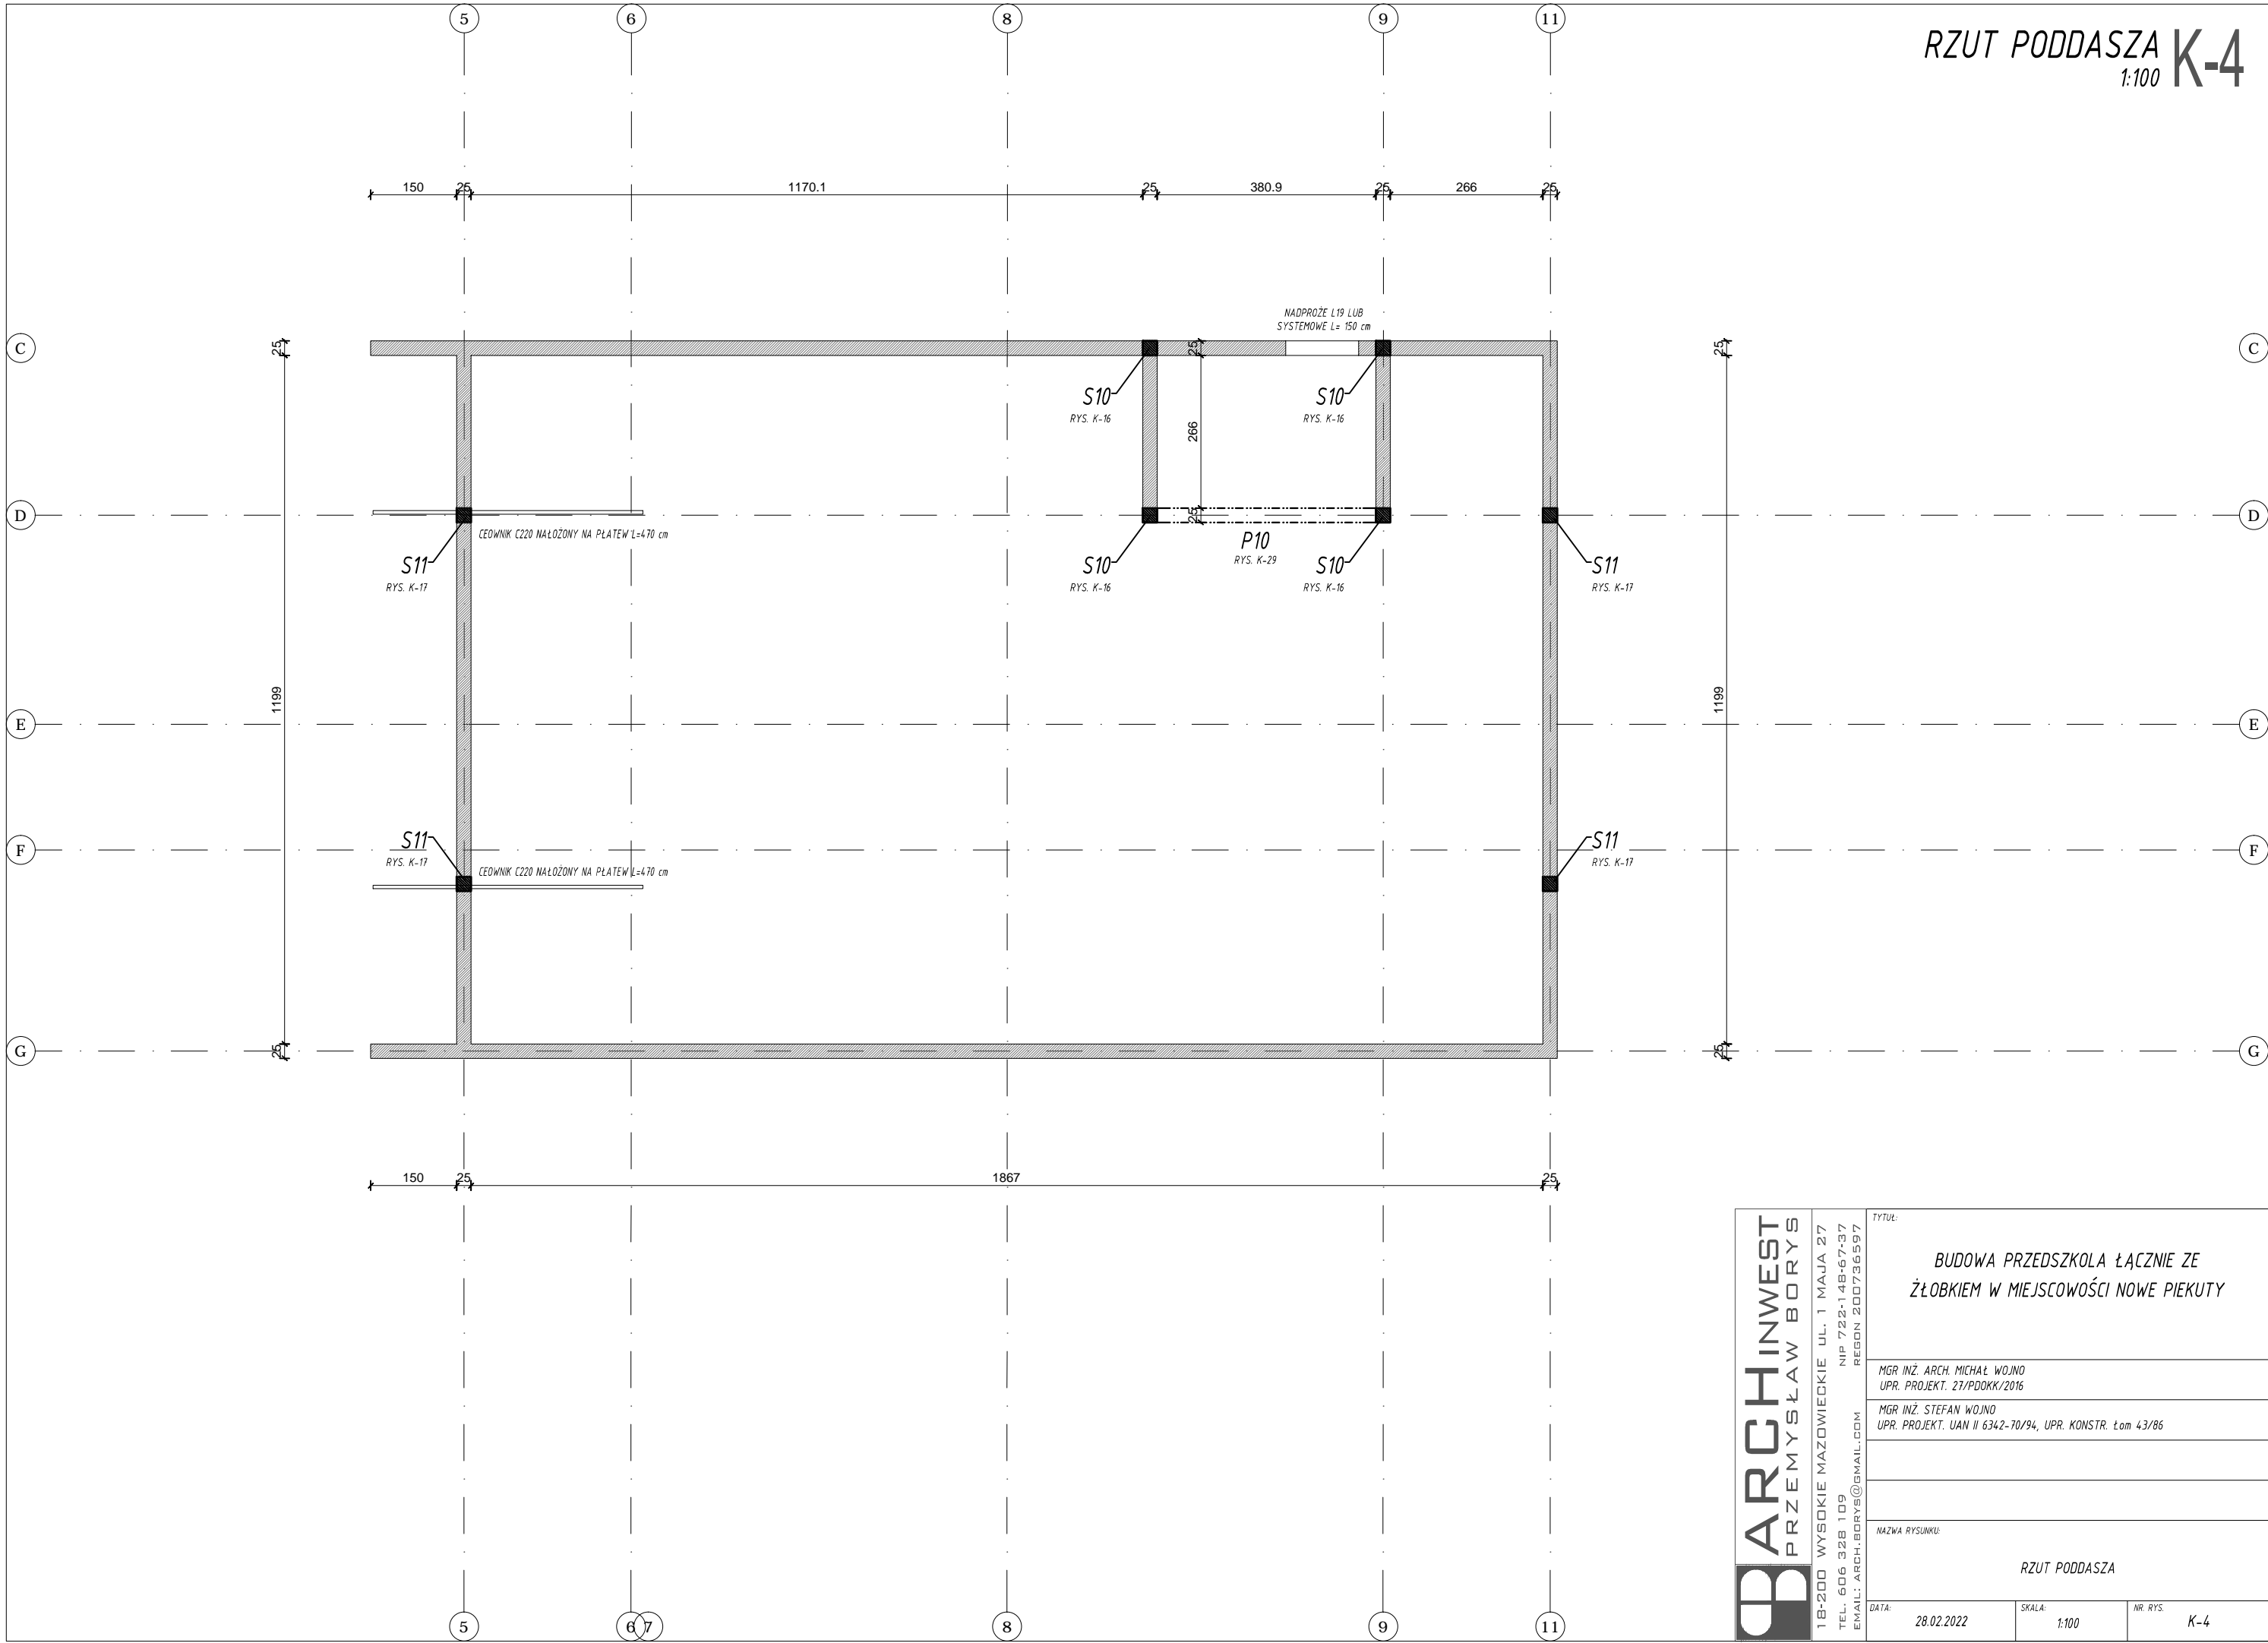 5 6 8 9 11
RZUT PODDASZA K-4
1:100
150 25 1170.1 25 380.9 25 266 25
NADPROŻE L19 LUB
SYSTEMOWE L= 150 cm
C 25 25 25 C
S10 S10
RYS. K-16 RYS. K-16
266
D 25 D
CEOWNIK C220 NAŁOŻONY NA PŁATEW L=470 cm
P10
RYS. K-29
S11 S10 S10 S11
RYS. K-17 RYS. K-16 RYS. K-16 RYS. K-17
1199 1199
E E
S11 S11
F F
RYS. K-17 RYS. K-17
CEOWNIK C220 NAŁOŻONY NA PŁATEW L=470 cm
G 25 25 G
150 25 1867 25
5 6 7 8 9 11
ARCHINWEST
PRZEMYSŁAW BORYS
18-200 WYSOKIE MAZOWIECKIE UL. 1 MAJA 27
TEL. 606 328 109 NIP 722-148-67-37
EMAIL: ARCH.BORYS@GMAIL.COM REGON 200736597
TYTUŁ:
BUDOWA PRZEDSZKOLA ŁĄCZNIE ZE
ŻŁOBKIEM W MIEJSCOWOŚCI NOWE PIEKUTY
MGR INŻ. ARCH. MICHAŁ WOJNO
UPR. PROJEKT. 27/PDOKK/2016
MGR INŻ. STEFAN WOJNO
UPR. PROJEKT. UAN II 6342-70/94, UPR. KONSTR. Łom 43/86
NAZWA RYSUNKU:
RZUT PODDASZA
DATA: SKALA: NR. RYS.
28.02.2022 1:100 K-4